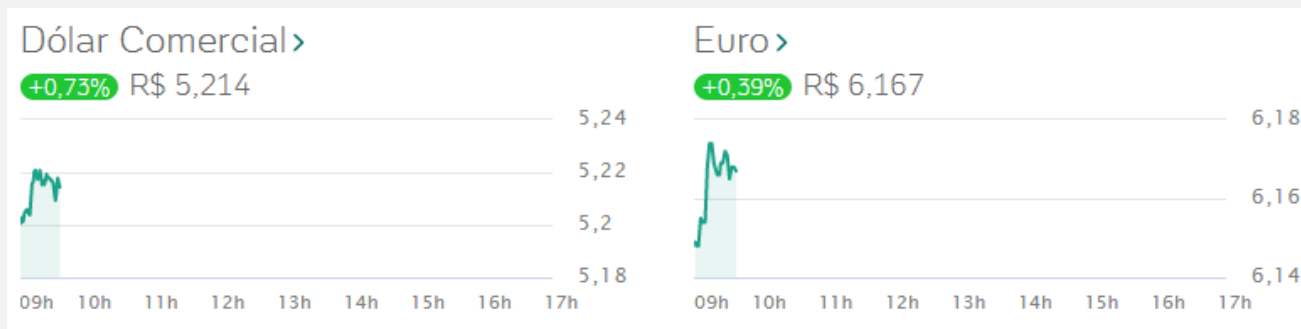 Dólar Comercial
+0,73% R$ 5,214
5,24
5,22
5,2
5,18
09h 10h 11h 12h 13h 14h 15h 16h 17h
Euro
+0,39% R$ 6,167
6,18
6,16
6,14
09h 10h 11h 12h 13h 14h 15h 16h 17h